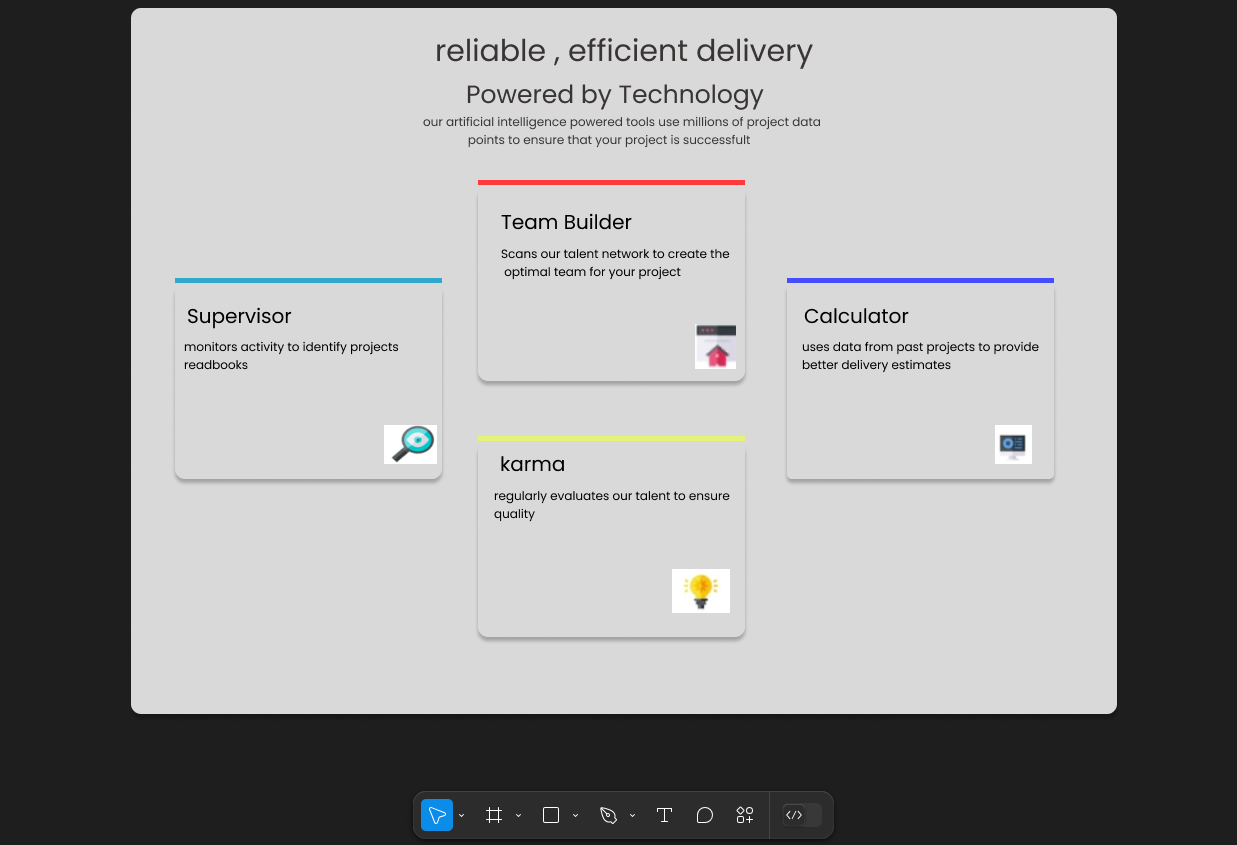 reliable , efficient delivery
Powered by Technology
our artificial intelligence powered tools use millions of project data
points to ensure that your project is successfult
Team Builder
Scans our talent network to create the
optimal team for your project
Supervisor
monitors activity to identify projects
readbooks
Calculator
uses data from past projects to provide
better delivery estimates
karma
regularly evaluates our talent to ensure
quality